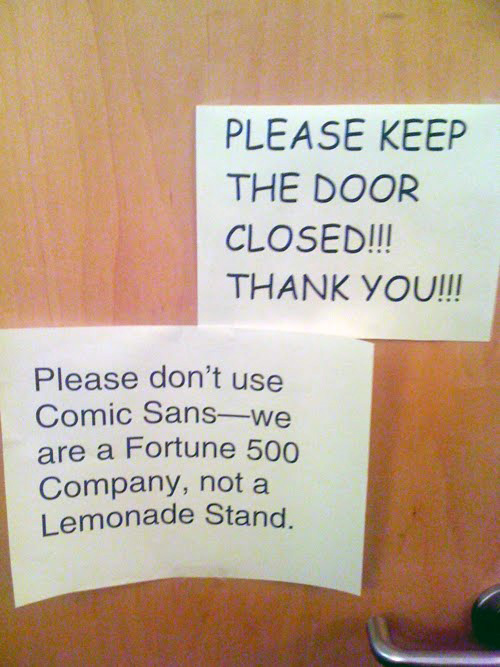 PLEASE KEEP
THE DOOR
CLOSED!!!
THANK YOU!!!
Please don't use
Comic Sans—we
are a Fortune 500
Company, not a
Lemonade Stand.